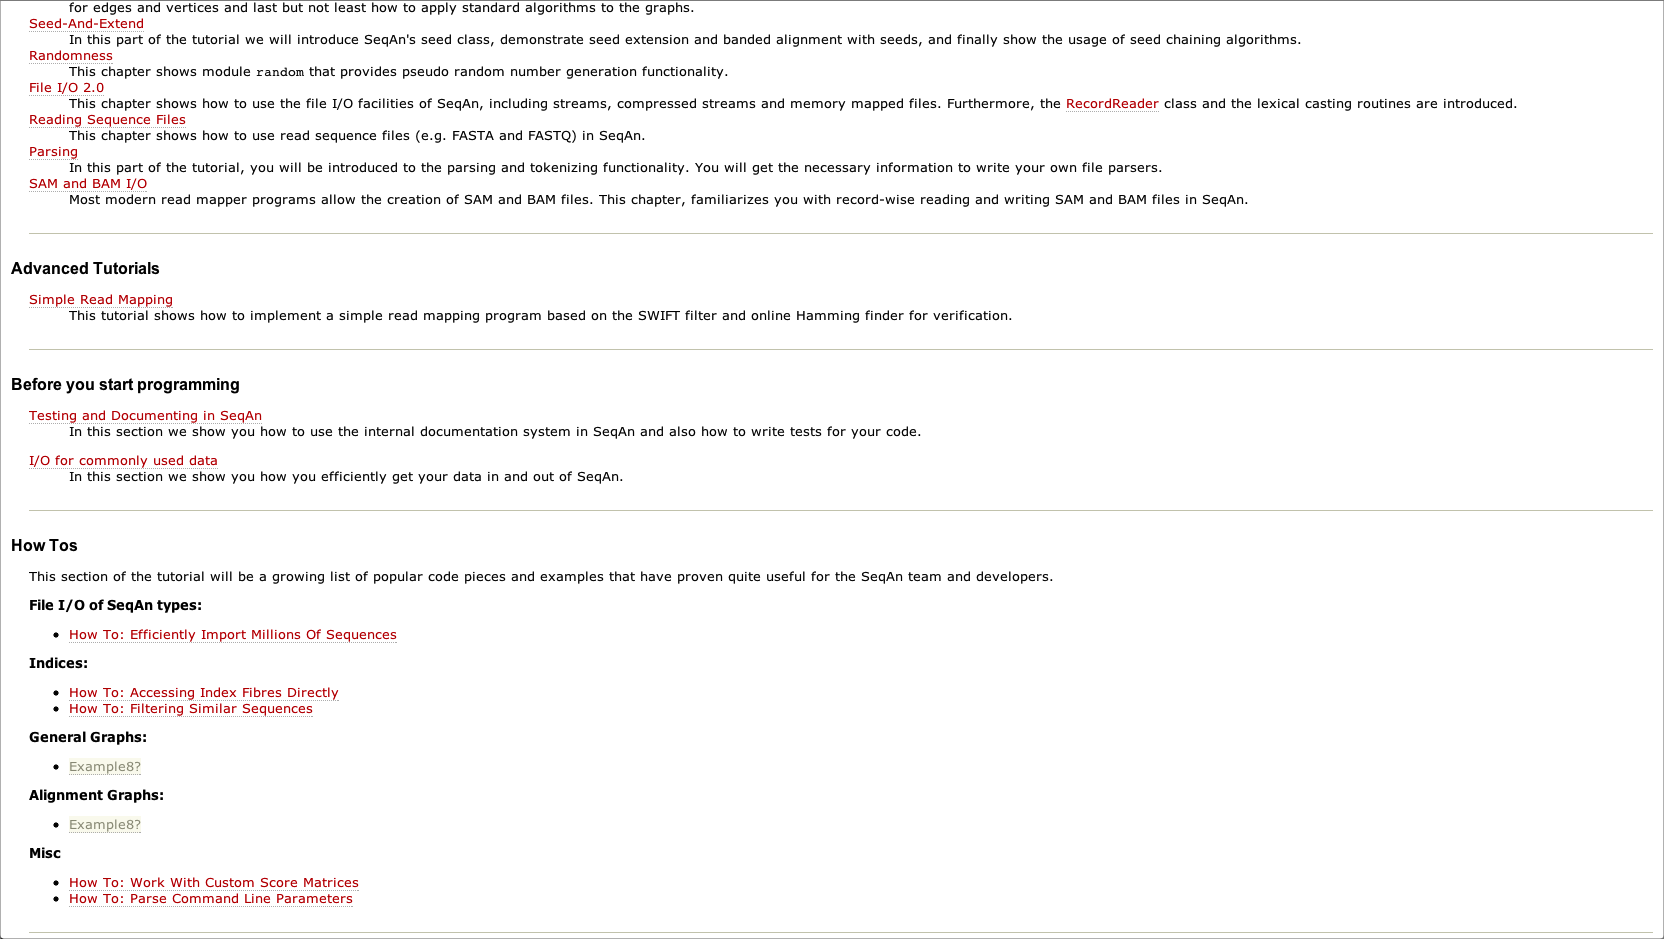 for edges and vertices and last but not least how to apply standard algorithms to the graphs.
Seed-And-Extend
In this part of the tutorial we will introduce SeqAn's seed class, demonstrate seed extension and banded alignment with seeds, and finally show the usage of seed chaining algorithms.
Randomness
This chapter shows module random that provides pseudo random number generation functionality.
File I/O 2.0
This chapter shows how to use the file I/O facilities of SeqAn, including streams, compressed streams and memory mapped files. Furthermore, the RecordReader class and the lexical casting routines are introduced.
Reading Sequence Files
This chapter shows how to use read sequence files (e.g. FASTA and FASTQ) in SeqAn.
Parsing
In this part of the tutorial, you will be introduced to the parsing and tokenizing functionality. You will get the necessary information to write your own file parsers.
SAM and BAM I/O
Most modern read mapper programs allow the creation of SAM and BAM files. This chapter, familiarizes you with record-wise reading and writing SAM and BAM files in SeqAn.
Advanced Tutorials
Simple Read Mapping
This tutorial shows how to implement a simple read mapping program based on the SWIFT filter and online Hamming finder for verification.
Before you start programming
Testing and Documenting in SeqAn
In this section we show you how to use the internal documentation system in SeqAn and also how to write tests for your code.
I/O for commonly used data
In this section we show you how you efficiently get your data in and out of SeqAn.
How Tos
This section of the tutorial will be a growing list of popular code pieces and examples that have proven quite useful for the SeqAn team and developers.
File I/O of SeqAn types:
• How To: Efficiently Import Millions Of Sequences
Indices:
• How To: Accessing Index Fibres Directly
• How To: Filtering Similar Sequences
General Graphs:
• Example8?
Alignment Graphs:
• Example8?
Misc
• How To: Work With Custom Score Matrices
• How To: Parse Command Line Parameters